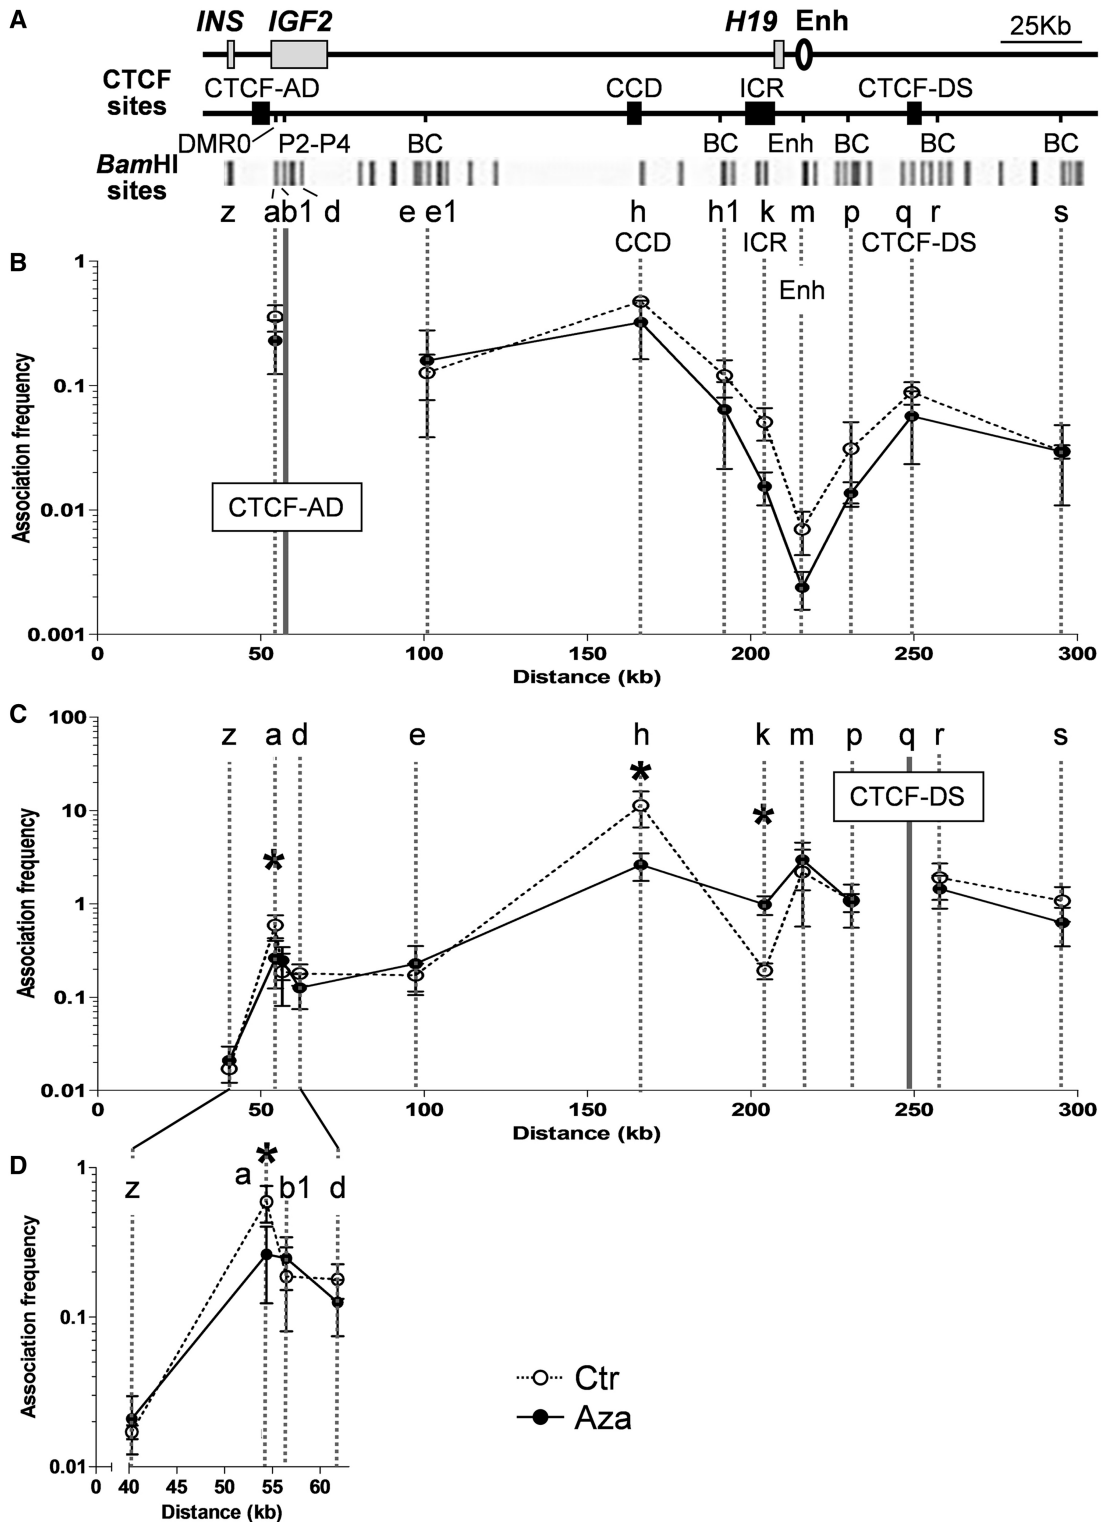 A
INS IGF2 H19 Enh 25Kb
CTCF sites
CTCF-AD CCD ICR CTCF-DS
DMR0 P2-P4 BC BC Enh BC BC BC
BamHI sites
z a b1 d e e1 h h1 k m p q r s
CCD ICR CTCF-DS
Enh
B
Association frequency
1
0.1
0.01
0.001
CTCF-AD
0 50 100 150 200 250 300
Distance (kb)
C
Association frequency
100
10
1
0.1
0.01
z a d e h k m p q r s
*
*
*
CTCF-DS
0 50 100 150 200 250 300
Distance (kb)
D
Association frequency
1
0.1
0.01
z a b1 d
*
0 40 45 50 55 60
Distance (kb)
Ctr
Aza